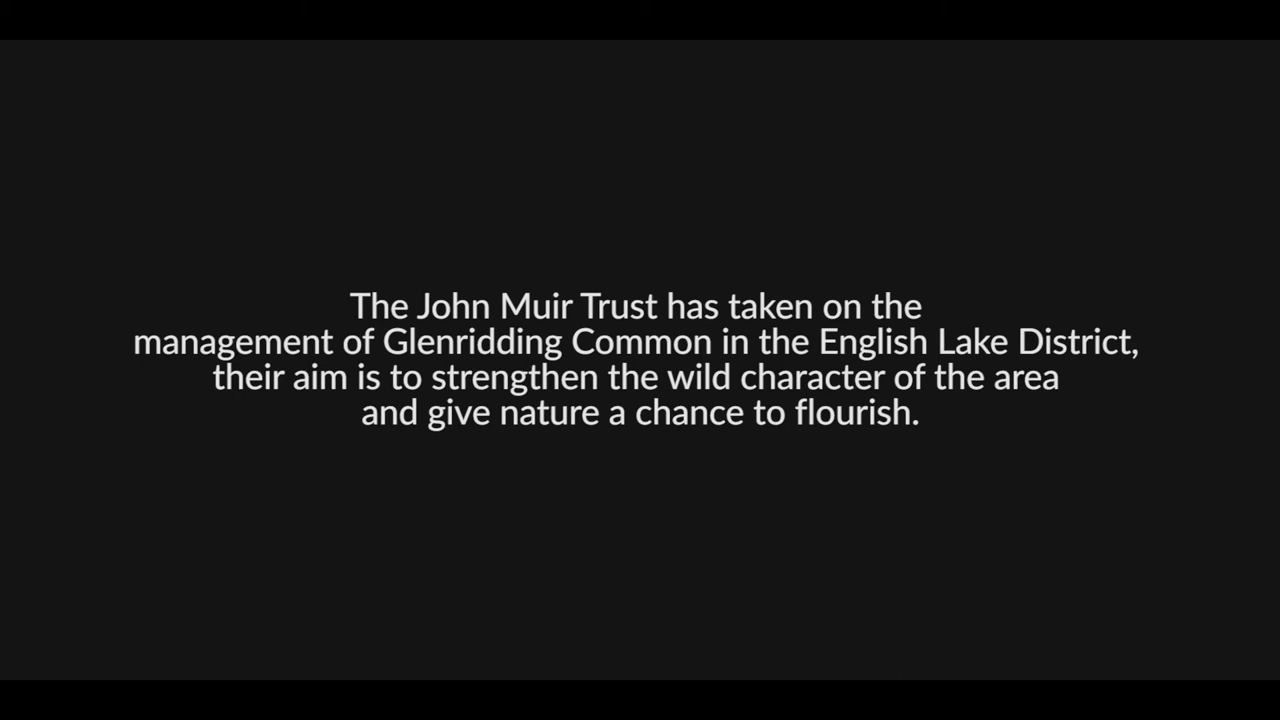 The John Muir Trust has taken on the
management of Glenridding Common in the English Lake District,
their aim is to strengthen the wild character of the area
and give nature a chance to flourish.